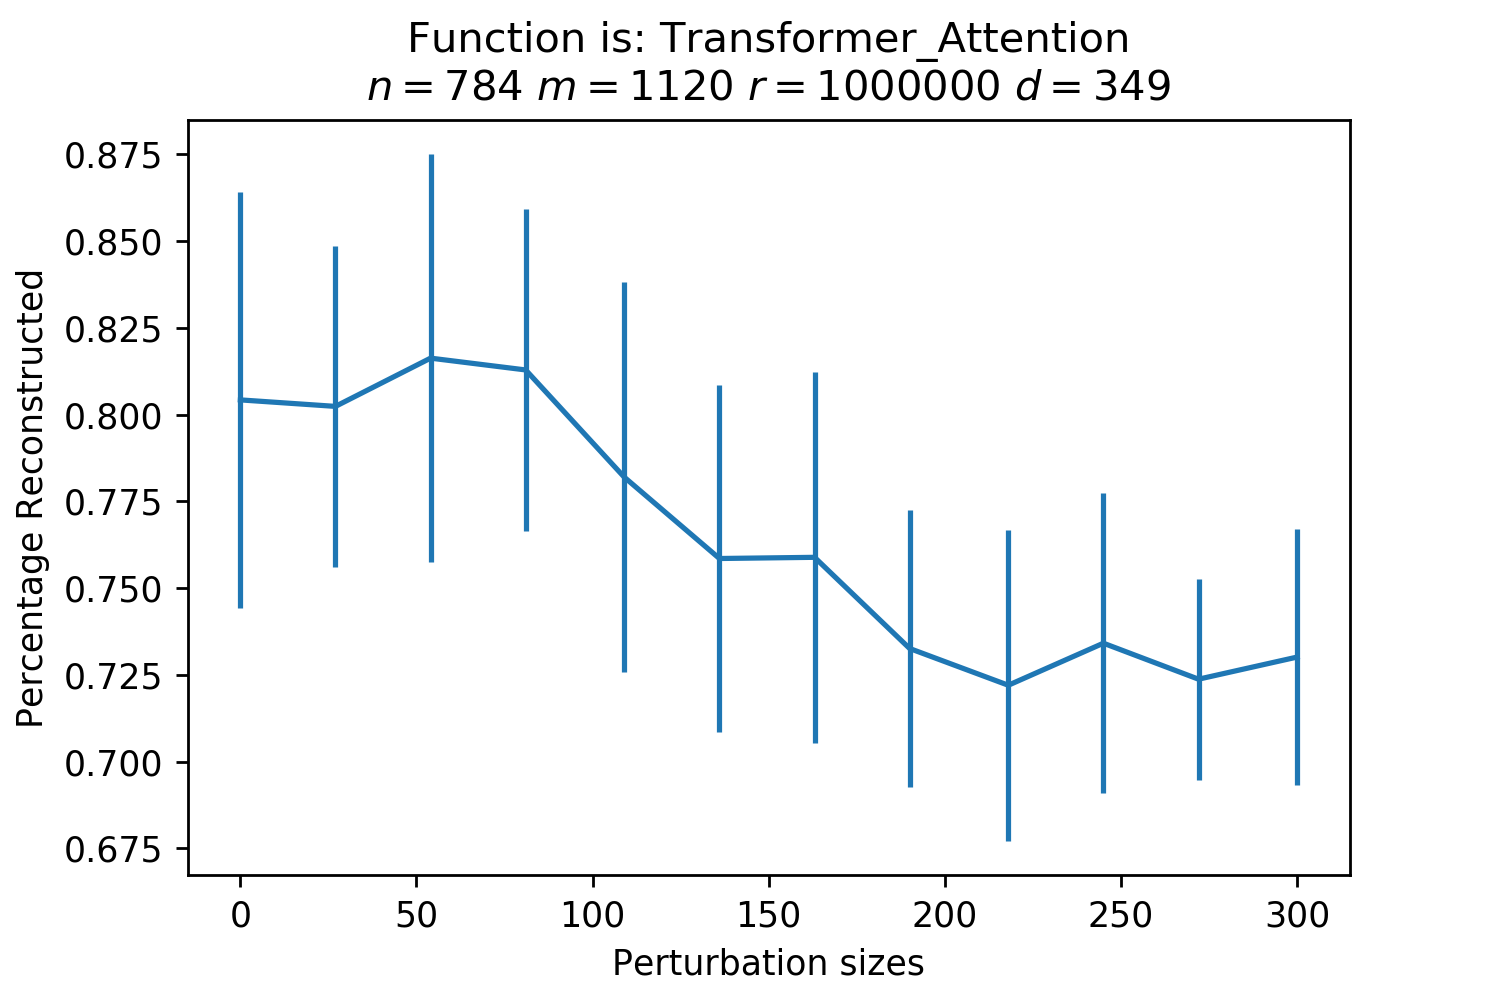 Function is: Transformer_Attention
n = 784 m = 1120 r = 1000000 d = 349
0.875
0.850
0.825
0.800
0.775
0.750
0.725
0.700
0.675
Percentage Reconstructed
0 50 100 150 200 250 300
Perturbation sizes